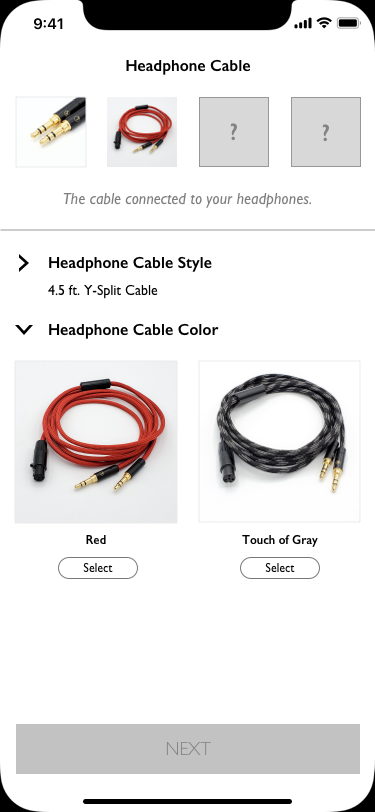 9:41
Headphone Cable
?
?
The cable connected to your headphones.
Headphone Cable Style
4.5 ft. Y-Split Cable
Headphone Cable Color
Red
Touch of Gray
Select
Select
NEXT